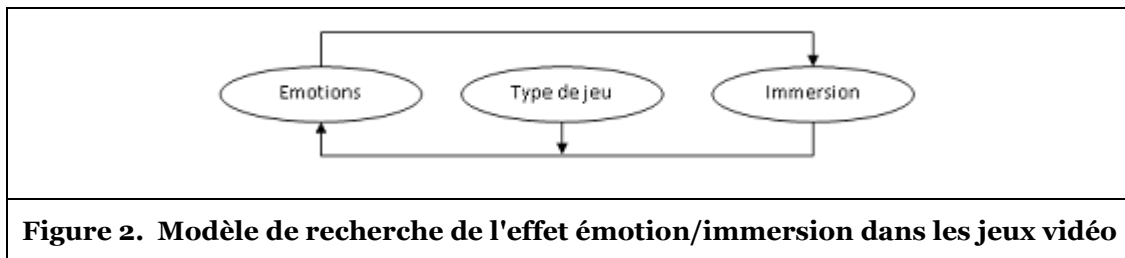 Emotions
Type de jeu
Immersion
Figure 2. Modèle de recherche de l'effet émotion/immersion dans les jeux vidéo